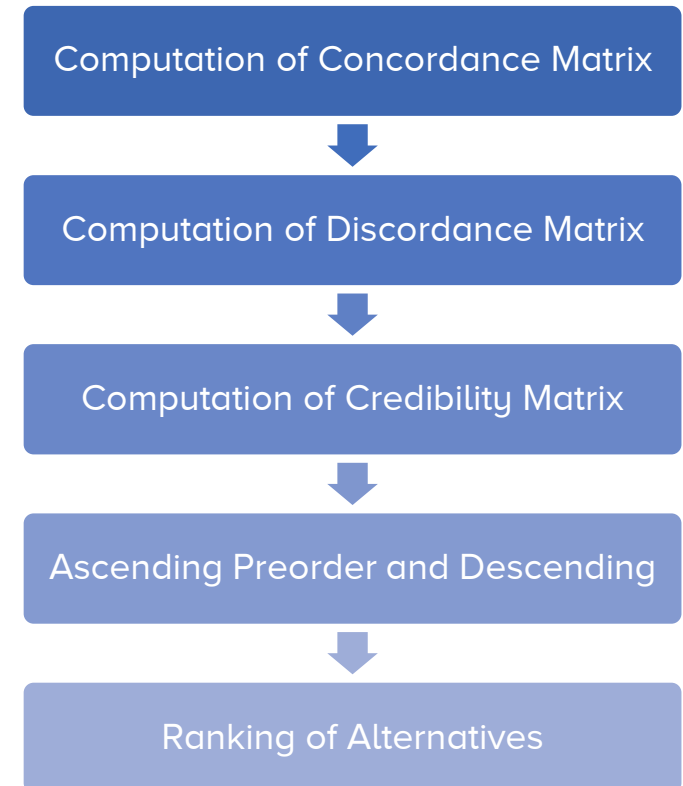 Computation of Concordance Matrix
Computation of Discordance Matrix
Computation of Credibility Matrix
Ascending Preorder and Descending
Ranking of Alternatives